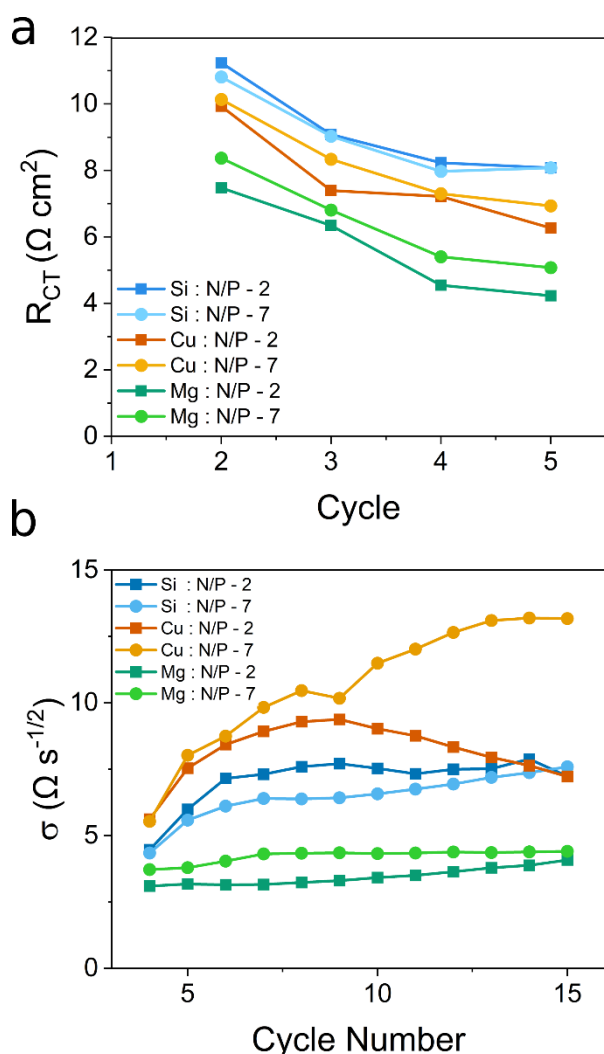 a
12
10
8
6
4
2
0
R_CT (Ω cm²)
Si : N/P - 2
Si : N/P - 7
Cu : N/P - 2
Cu : N/P - 7
Mg : N/P - 2
Mg : N/P - 7
1 2 3 4 5
Cycle
b
15
10
5
0
σ (Ω s⁻¹/²)
Si : N/P - 2
Si : N/P - 7
Cu : N/P - 2
Cu : N/P - 7
Mg : N/P - 2
Mg : N/P - 7
5 10 15
Cycle Number